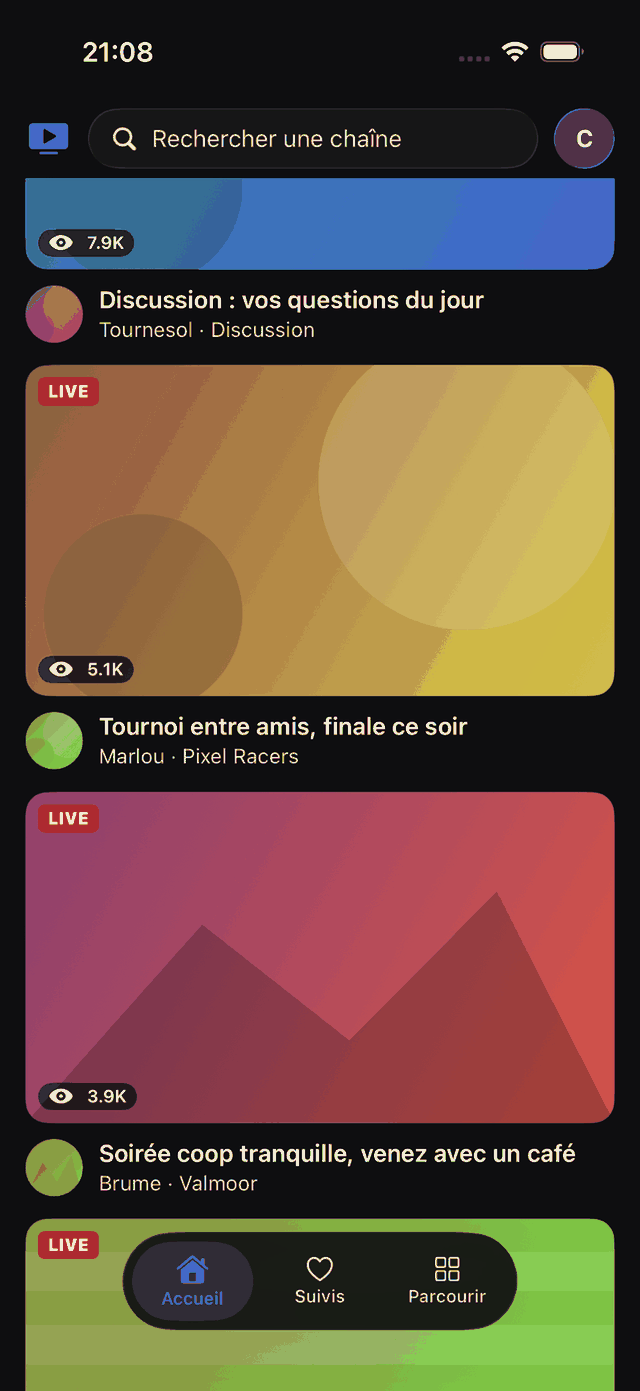 21:08
Rechercher une chaîne
C
7.9K
Discussion : vos questions du jour
Tournesol · Discussion
LIVE
5.1K
Tournoi entre amis, finale ce soir
Marlou · Pixel Racers
LIVE
3.9K
Soirée coop tranquille, venez avec un café
Brume · Valmoor
LIVE
Accueil
Suivis
Parcourir